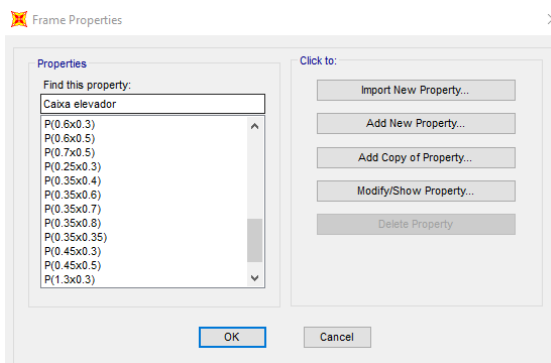 Frame Properties
Properties
Find this property:
Caixa elevador
P(0.6x0.3)
P(0.6x0.5)
P(0.7x0.5)
P(0.25x0.3)
P(0.35x0.4)
P(0.35x0.6)
P(0.35x0.7)
P(0.35x0.8)
P(0.35x0.35)
P(0.45x0.3)
P(0.45x0.5)
P(1.3x0.3)
Click to:
Import New Property...
Add New Property...
Add Copy of Property...
Modify/Show Property...
Delete Property
OK
Cancel